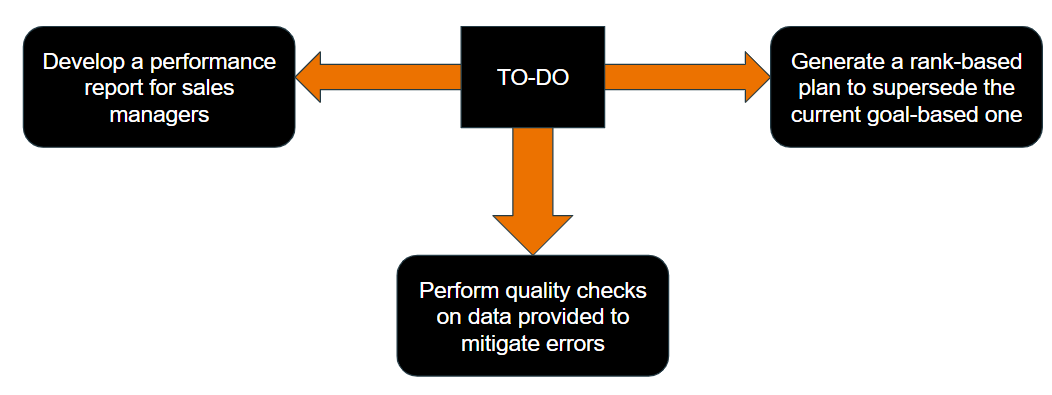 Develop a performance
report for sales
managers
TO-DO
Generate a rank-based
plan to supersede the
current goal-based one
Perform quality checks
on data provided to
mitigate errors